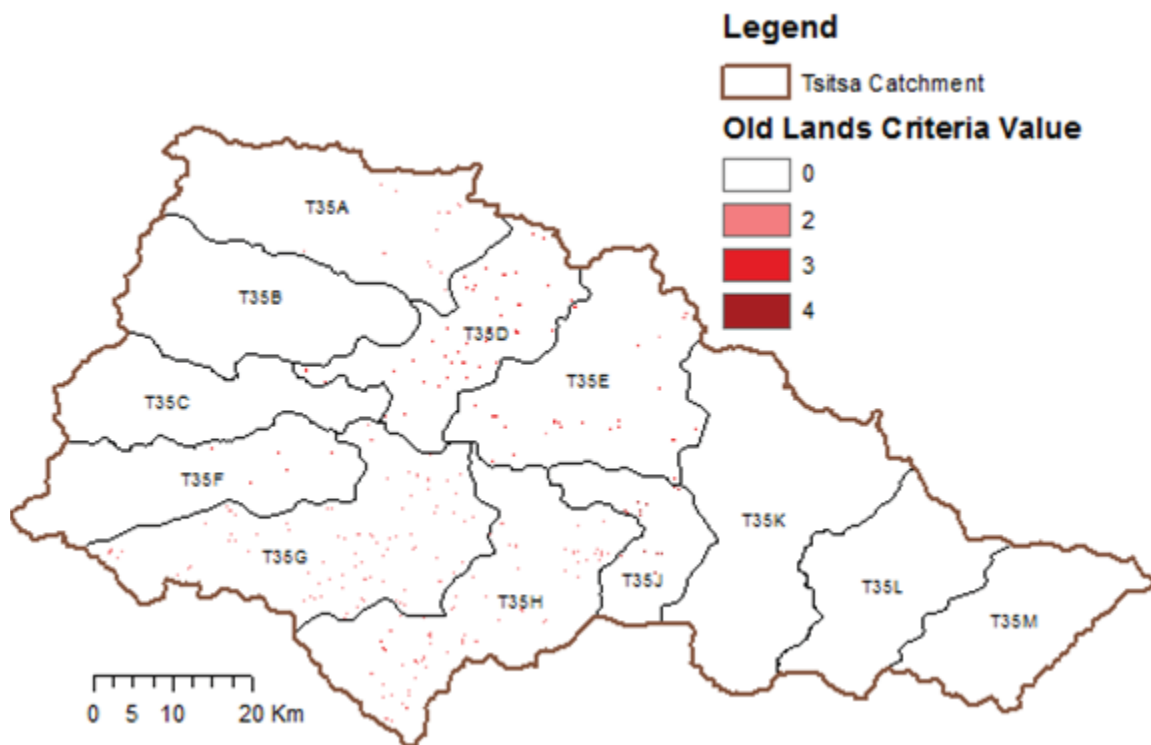 Legend
Tsitsa Catchment
Old Lands Criteria Value
0
2
3
4
T35A
T35B
T35D
T35E
T35C
T35F
T35K
T35G
T35J
T35L
T35H
T35M
0 5 10 20 Km